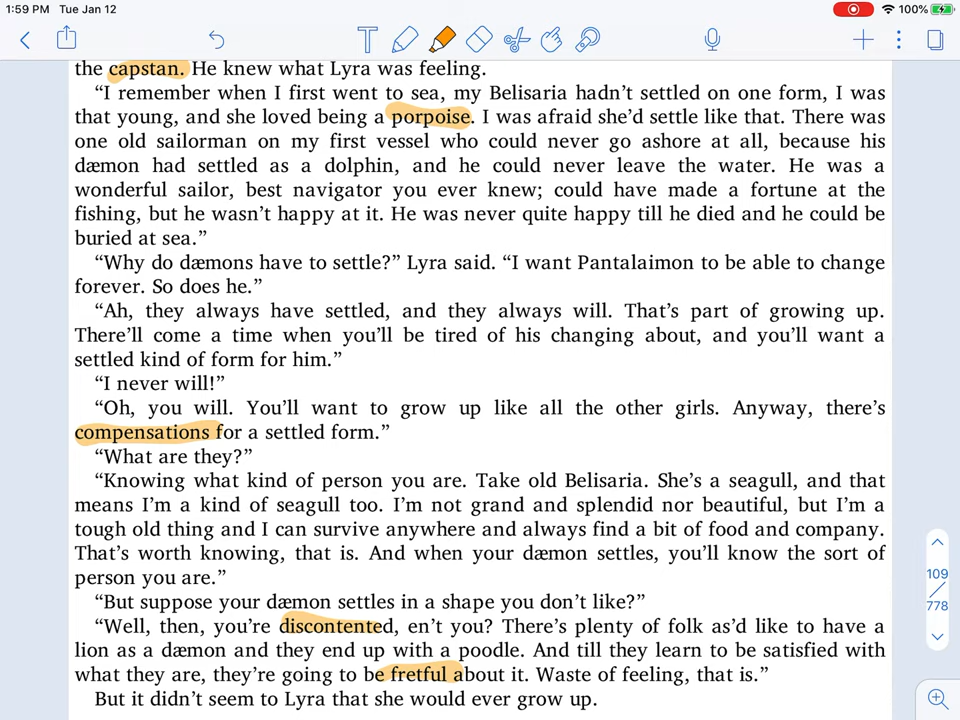 1:59 PM Tue Jan 12
100%
T
the capstan. He knew what Lyra was feeling.
“I remember when I first went to sea, my Belisaria hadn’t settled on one form, I was
that young, and she loved being a porpoise. I was afraid she’d settle like that. There was
one old sailorman on my first vessel who could never go ashore at all, because his
dæmon had settled as a dolphin, and he could never leave the water. He was a
wonderful sailor, best navigator you ever knew; could have made a fortune at the
fishing, but he wasn’t happy at it. He was never quite happy till he died and he could be
buried at sea.”
“Why do dæmons have to settle?” Lyra said. “I want Pantalaimon to be able to change
forever. So does he.”
“Ah, they always have settled, and they always will. That’s part of growing up.
There’ll come a time when you’ll be tired of his changing about, and you’ll want a
settled kind of form for him.”
“I never will!”
“Oh, you will. You’ll want to grow up like all the other girls. Anyway, there’s
compensations for a settled form.”
“What are they?”
“Knowing what kind of person you are. Take old Belisaria. She’s a seagull, and that
means I’m a kind of seagull too. I’m not grand and splendid nor beautiful, but I’m a
tough old thing and I can survive anywhere and always find a bit of food and company.
That’s worth knowing, that is. And when your dæmon settles, you’ll know the sort of
person you are.”
“But suppose your dæmon settles in a shape you don’t like?”
“Well, then, you’re discontented, en’t you? There’s plenty of folk as’d like to have a
lion as a dæmon and they end up with a poodle. And till they learn to be satisfied with
what they are, they’re going to be fretful about it. Waste of feeling, that is.”
But it didn’t seem to Lyra that she would ever grow up.
109
/
778